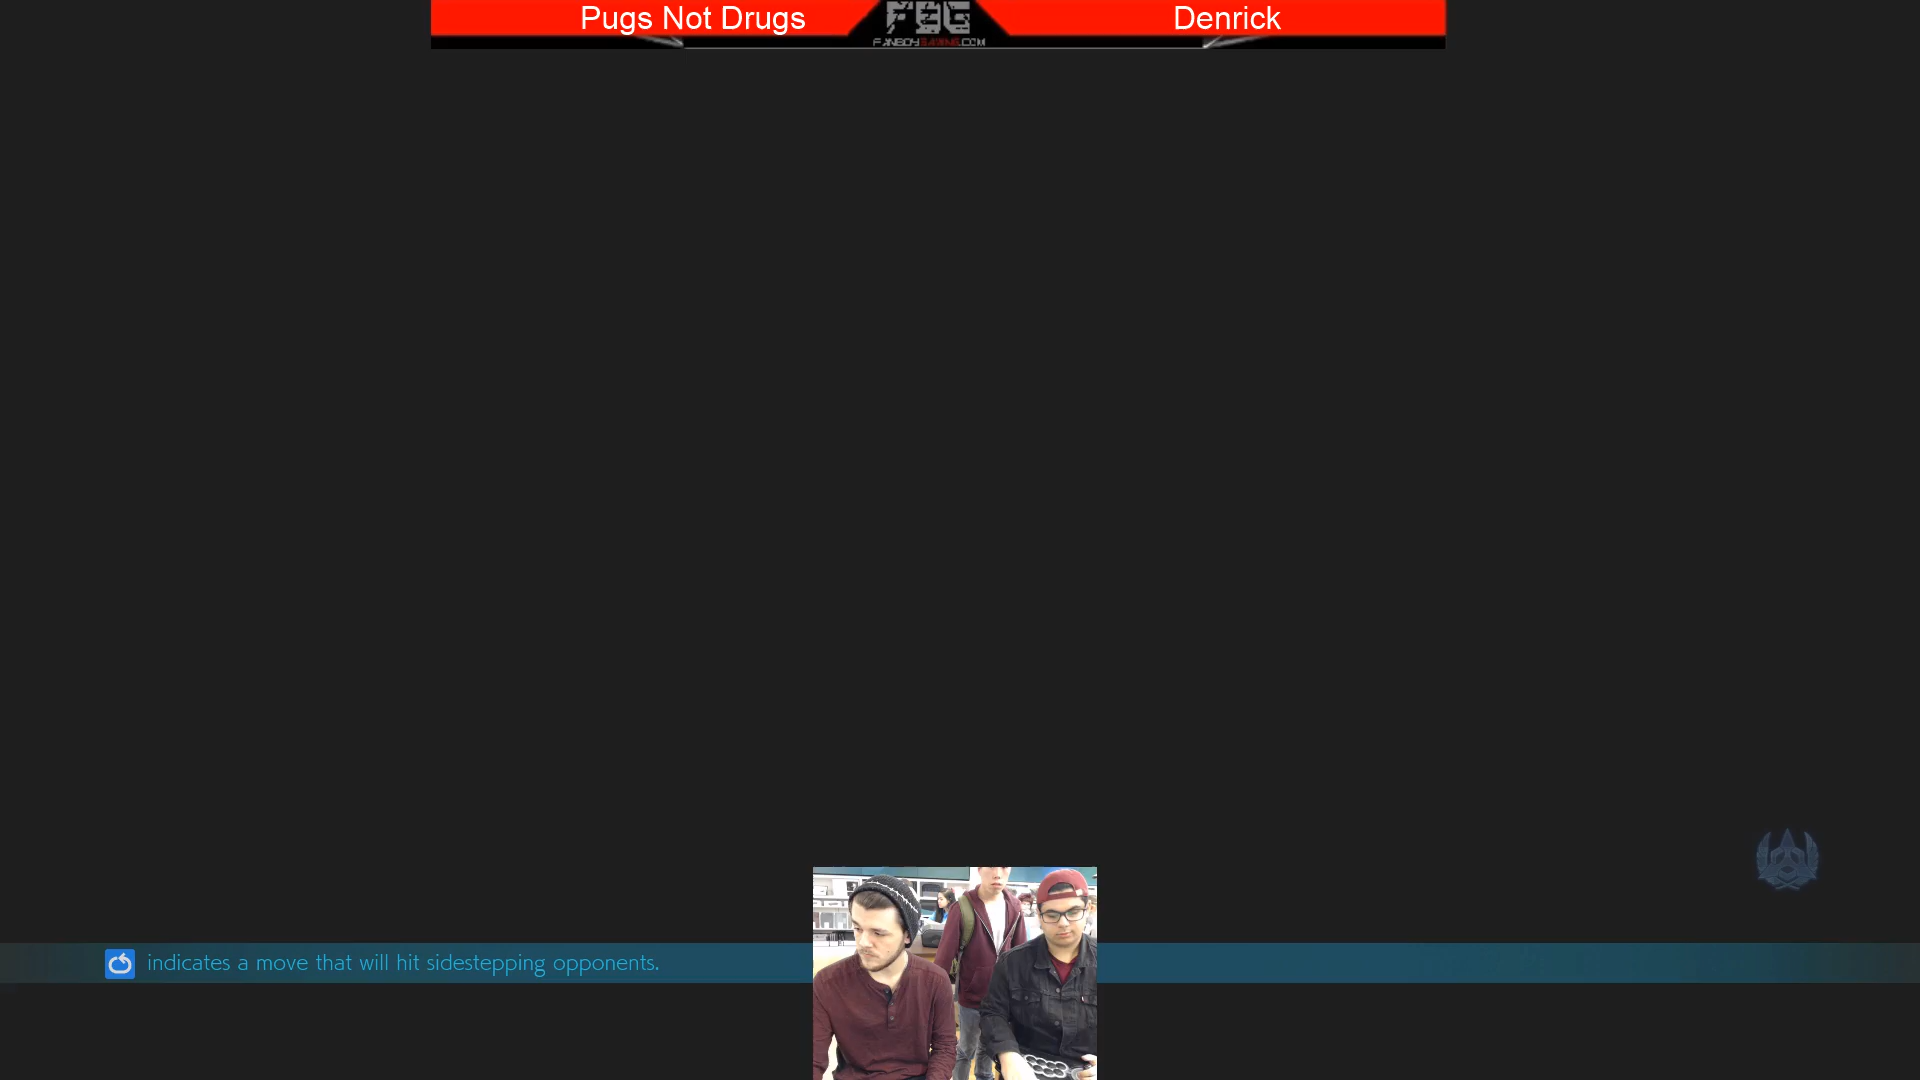 Pugs Not Drugs
FBG
Denrick
FANBOYGAMING.COM
indicates a move that will hit sidestepping opponents.